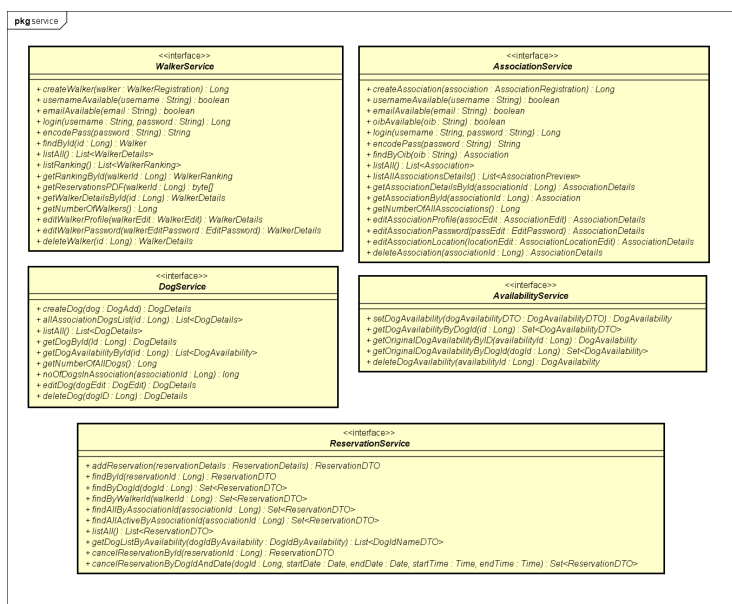 pkg service
<<interface>>
WalkerService
+ createWalker(walker : WalkerRegistration) : Long
+ usernameAvailable(username : String) : boolean
+ emailAvailable(email : String) : boolean
+ login(username : String, password : String) : Long
+ encodePass(password : String) : String
+ findById(id : Long) : Walker
+ listAll() : List<WalkerDetails>
+ listRanking() : List<WalkerRanking>
+ getRankingById(walkerId : Long) : WalkerRanking
+ getReservationsPDF(walkerId : Long) : byte[]
+ getWalkerDetailsById(id : Long) : WalkerDetails
+ getNumberOfWalkers() : Long
+ editWalkerProfile(walkerEdit : WalkerEdit) : WalkerDetails
+ editWalkerPassword(walkerEditPassword : EditPassword) : WalkerDetails
+ deleteWalker(id : Long) : WalkerDetails
<<interface>>
AssociationService
+ createAssociation(association : AssociationRegistration) : Long
+ usernameAvailable(username : String) : boolean
+ emailAvailable(email : String) : boolean
+ oibAvailable(oib : String) : boolean
+ login(username : String, password : String) : Long
+ encodePass(password : String) : String
+ findByOib(oib : String) : Association
+ listAll() : List<Association>
+ listAllAssociationsDetails() : List<AssociationPreview>
+ getAssociationDetailsById(associationId : Long) : AssociationDetails
+ getAssociationById(associationId : Long) : Association
+ getNumberOfAllAsscociations() : Long
+ editAssociationProfile(assocEdit : AssociationEdit) : AssociationDetails
+ editAssociationPassword(passEdit : EditPassword) : AssociationDetails
+ editAssociationLocation(locationEdit : AssociationLocationEdit) : AssociationDetails
+ deleteAssociation(associationId : Long) : AssociationDetails
<<interface>>
DogService
+ createDog(dog : DogAdd) : DogDetails
+ allAssociationDogsList(id : Long) : List<DogDetails>
+ listAll() : List<DogDetails>
+ getDogById(Id : Long) : DogDetails
+ getDogAvailabilityById(id : Long) : List<DogAvailability>
+ getNumberOfAllDogs() : Long
+ noOfDogsInAssociation(associationId : Long) : long
+ editDog(dogEdit : DogEdit) : DogDetails
+ deleteDog(dogID : Long) : DogDetails
<<interface>>
AvailabilityService
+ setDogAvailability(dogAvailabilityDTO : DogAvailabilityDTO) : DogAvailability
+ getDogAvailabilityByDogId(id : Long) : Set<DogAvailabilityDTO>
+ getOriginalDogAvailabilityByID(availabilityId : Long) : DogAvailability
+ getOriginalDogAvailabilityByDogId(dogId : Long) : Set<DogAvailability>
+ deleteDogAvailability(availabilityId : Long) : DogAvailability
<<interface>>
ReservationService
+ addReservation(reservationDetails : ReservationDetails) : ReservationDTO
+ findById(reservationId : Long) : ReservationDTO
+ findByDogId(dogId : Long) : Set<ReservationDTO>
+ findByWalkerId(walkerId : Long) : Set<ReservationDTO>
+ findAllByAssociationId(associationId : Long) : Set<ReservationDTO>
+ findAllActiveByAssociationId(associationId : Long) : Set<ReservationDTO>
+ listAll() : List<ReservationDTO>
+ getDogListByAvailability(dogIdByAvailability : DogIdByAvailability) : List<DogIdNameDTO>
+ cancelReservationById(reservationId : Long) : ReservationDTO
+ cancelReservationByDogIdAndDate(dogId : Long, startDate : Date, endDate : Date, startTime : Time, endTime : Time) : Set<ReservationDTO>